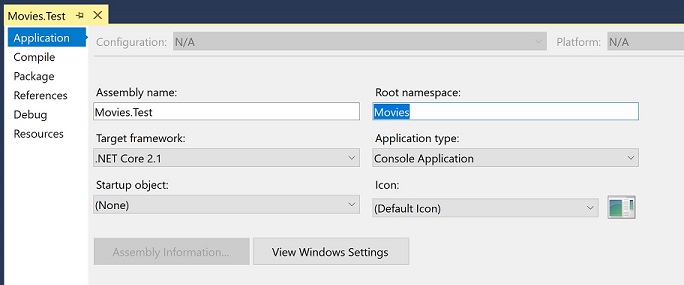 Movies.Test
Application
Compile
Package
References
Debug
Resources
Configuration: N/A Platform: N/A
Assembly name: Root namespace:
Movies.Test Movies
Target framework: Application type:
.NET Core 2.1 Console Application
Startup object: Icon:
(None) (Default Icon)
Assembly Information... View Windows Settings